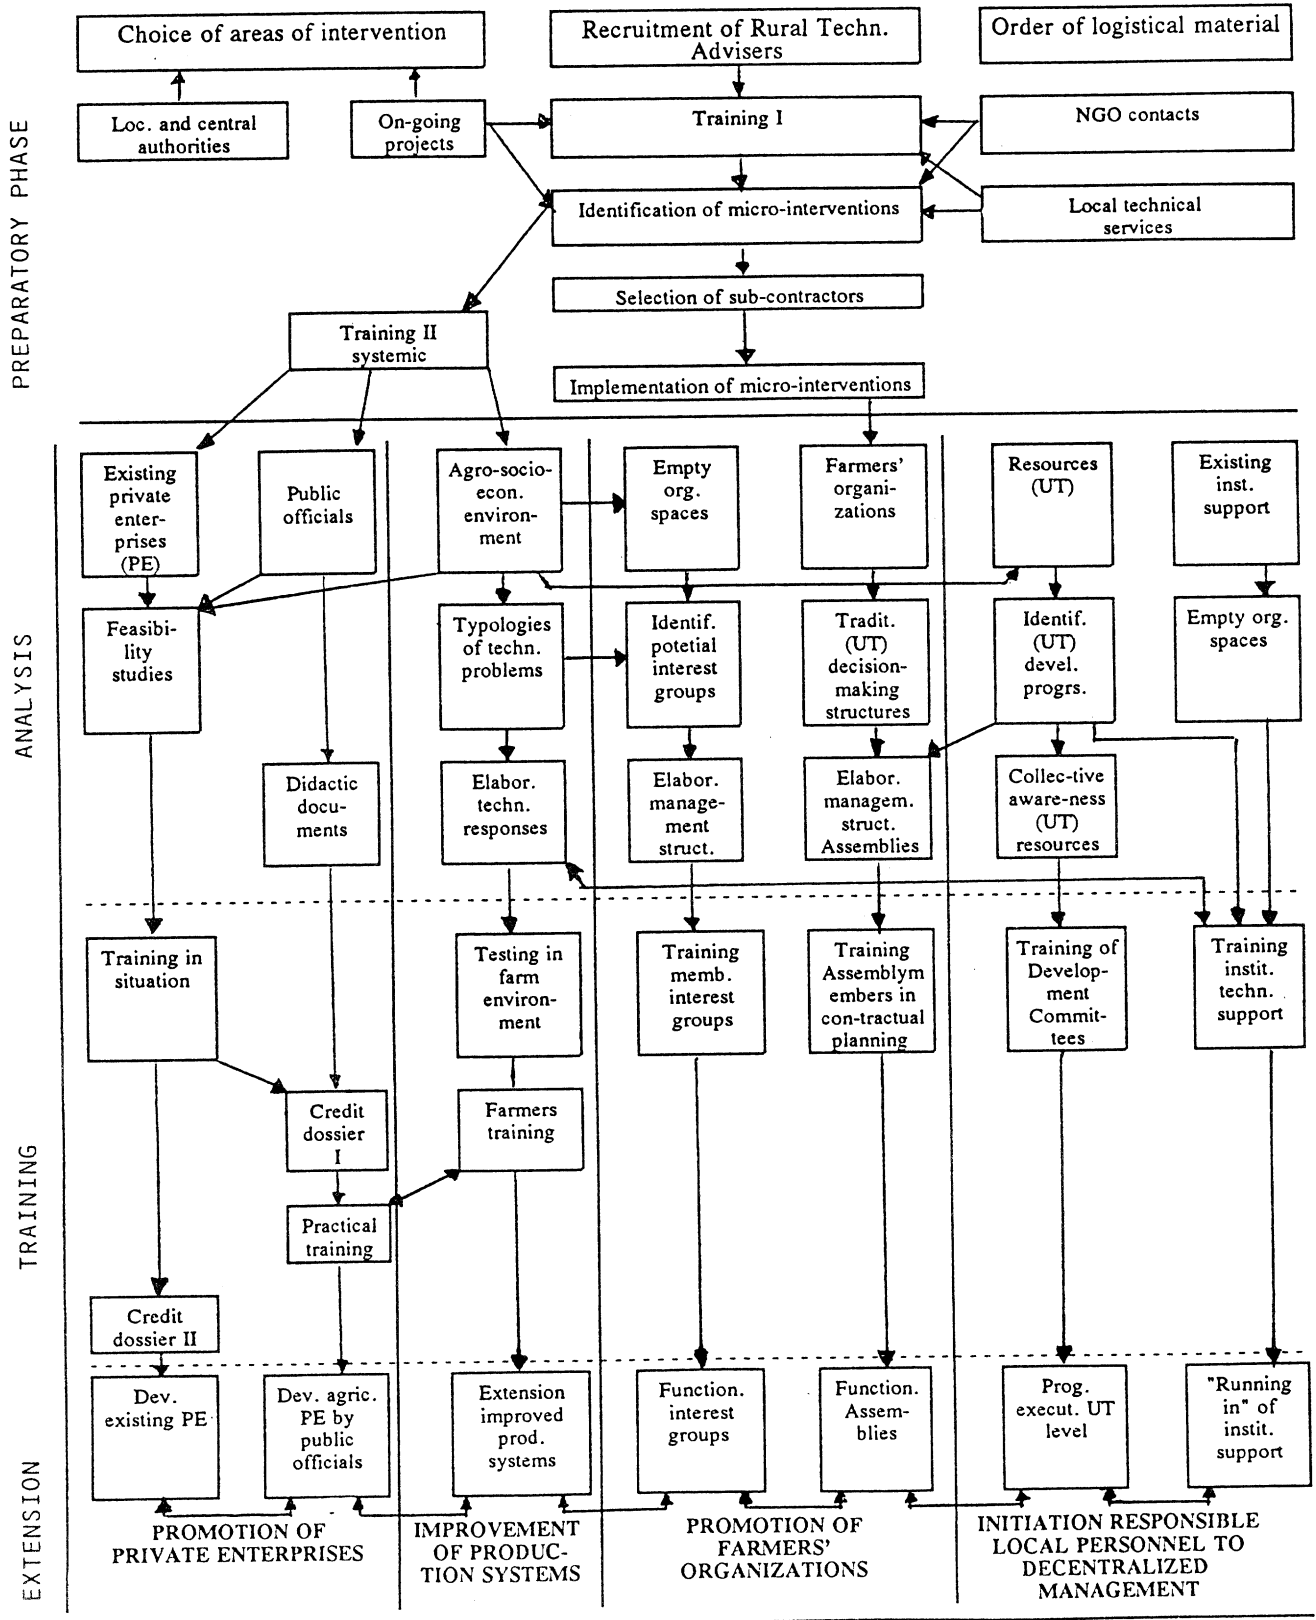 Choice of areas of intervention
Recruitment of Rural Techn.
Advisers
Order of logistical material
Loc. and central
authorities
On-going
projects
Training I
NGO contacts
Identification of micro-interventions
Local technical
services
Selection of sub-contractors
Training II
systemic
Implementation of micro-interventions
PREPARATORY PHASE
Existing
private
enter-
prises
(PE)
Public
officials
Agro-socio-
econ.
environ-
ment
Empty
org.
spaces
Farmers'
organi-
zations
Resources
(UT)
Existing
inst.
support
Feasibi-
lity
studies
Typologies
of techn.
problems
Identif.
potetial
interest
groups
Tradit.
(UT)
decision-
making
structures
Identif.
(UT)
devel.
progrs.
Empty org.
spaces
ANALYSIS
Didactic
docu-
ments
Elabor.
techn.
responses
Elabor.
manage-
ment
struct.
Elabor.
managem.
struct.
Assemblies
Collec-tive
aware-ness
(UT)
resources
Training in
situation
Testing in
farm
environ-
ment
Training
memb.
interest
groups
Training
Assemblym
embers in
con-tractual
planning
Training of
Develop-
ment
Commit-
tees
Training
instit.
techn.
support
Credit
dossier
I
Farmers
training
Practical
training
TRAINING
Credit
dossier II
Dev.
existing PE
Dev. agric.
PE by
public
officials
Extension
improved
prod.
systems
Function.
interest
groups
Function.
Assem-
blies
Prog.
execut. UT
level
"Running
in" of
instit.
support
EXTENSION
PROMOTION OF
PRIVATE ENTERPRISES
IMPROVEMENT
OF PRODUC-
TION SYSTEMS
PROMOTION OF
FARMERS'
ORGANIZATIONS
INITIATION RESPONSIBLE
LOCAL PERSONNEL TO
DECENTRALIZED
MANAGEMENT